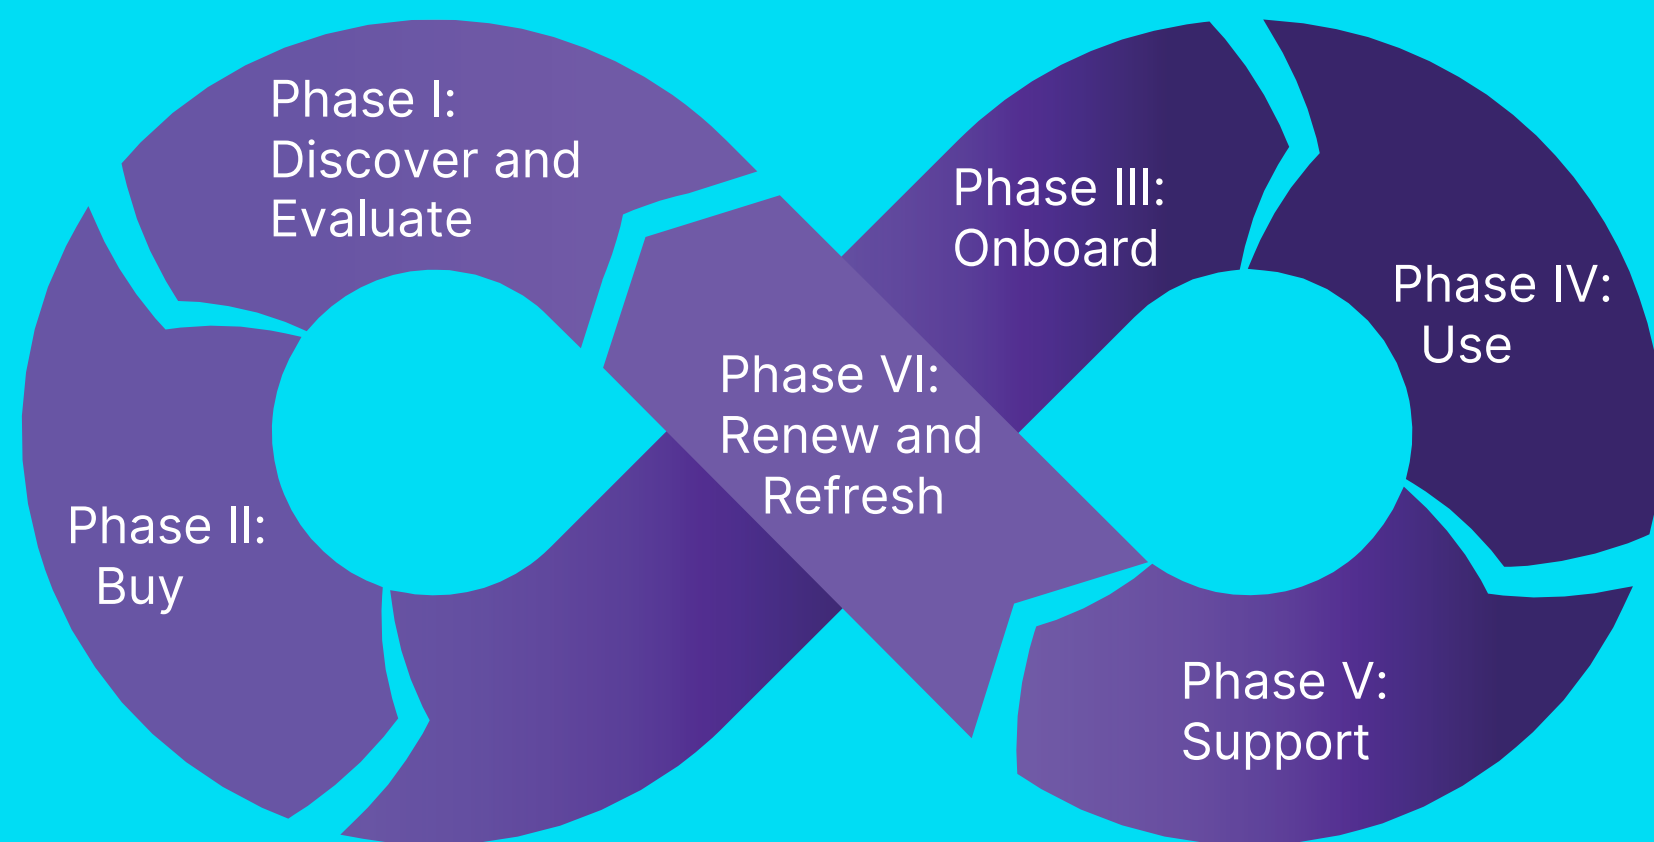 Phase I:
Discover and
Evaluate
Phase II:
Buy
Phase III:
Onboard
Phase IV:
Use
Phase V:
Support
Phase VI:
Renew and
Refresh